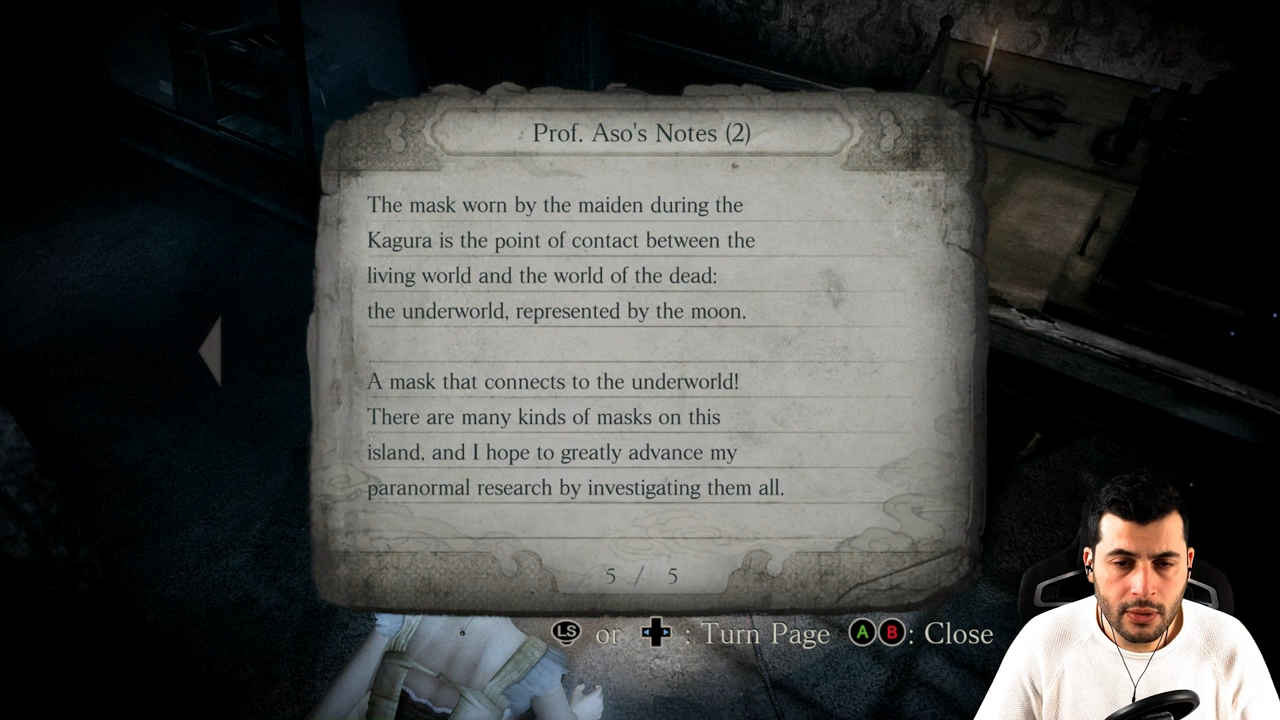 Prof. Aso's Notes (2)
The mask worn by the maiden during the
Kagura is the point of contact between the
living world and the world of the dead:
the underworld, represented by the moon.
A mask that connects to the underworld!
There are many kinds of masks on this
island, and I hope to greatly advance my
paranormal research by investigating them all.
5 / 5
LS or : Turn Page A B : Close